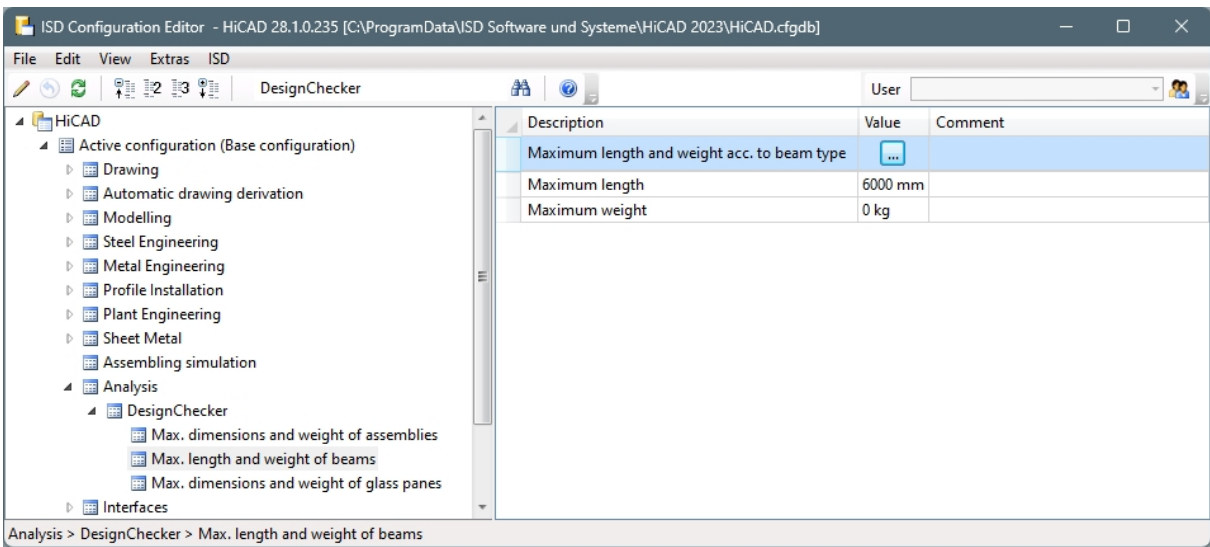 ISD Configuration Editor - HiCAD 28.1.0.235 [C:\ProgramData\ISD Software und Systeme\HiCAD 2023\HiCAD.cfgdb]
File Edit View Extras ISD
2 3 DesignChecker User
HiCAD
Active configuration (Base configuration)
Drawing
Automatic drawing derivation
Modelling
Steel Engineering
Metal Engineering
Profile Installation
Plant Engineering
Sheet Metal
Assembling simulation
Analysis
DesignChecker
Max. dimensions and weight of assemblies
Max. length and weight of beams
Max. dimensions and weight of glass panes
Interfaces
Description Value Comment
Maximum length and weight acc. to beam type ...
Maximum length 6000 mm
Maximum weight 0 kg
Analysis > DesignChecker > Max. length and weight of beams